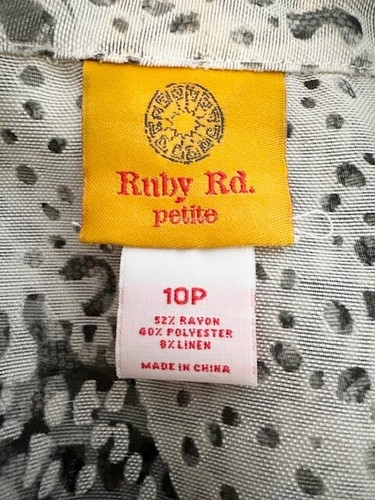 Ruby Rd.
petite
10P
52% RAYON
40% POLYESTER
8% LINEN
MADE IN CHINA